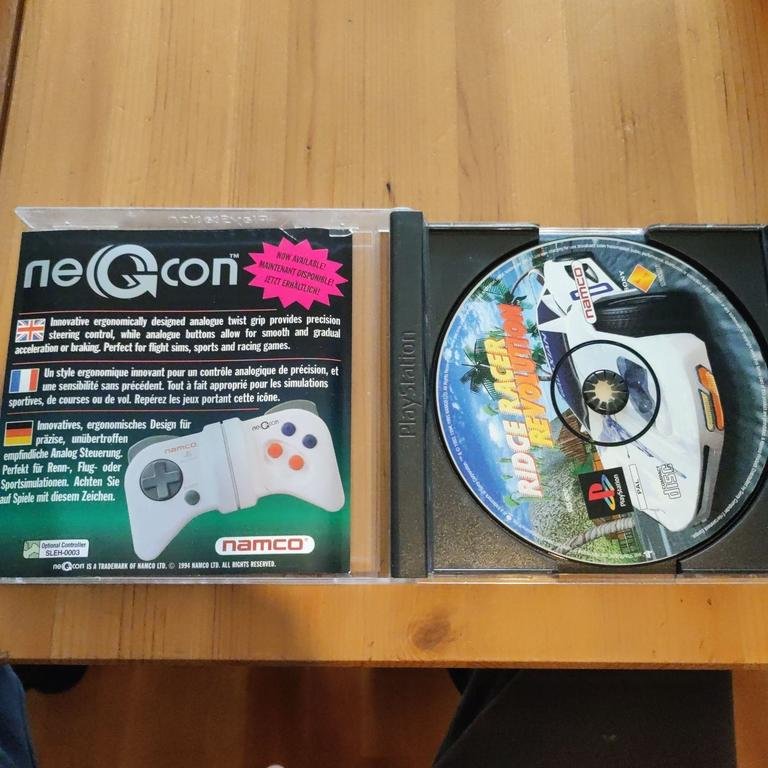 PlayStation
neGcon™
NOW AVAILABLE!
MAINTENANT DISPONIBLE!
JETZT ERHÄLTLICH!
Innovative ergonomically designed analogue twist grip provides precision
steering control, while analogue buttons allow for smooth and gradual
acceleration or braking. Perfect for flight sims, sports and racing games.
Un style ergonomique innovant pour un contrôle analogique de précision, et
une sensibilité sans précédent. Tout à fait approprié pour les simulations
sportives, de courses ou de vol. Repérez les jeux portant cette icône.
Innovatives, ergonomisches Design für
präzise, unübertroffen
empfindliche Analog Steuerung.
Perfekt für Renn-, Flug- oder
Sportsimulationen. Achten Sie
auf Spiele mit diesem Zeichen.
namco
neGcon
namco
Optional Controller
SLEH-0003
neGcon IS A TRADEMARK OF NAMCO LTD. © 1994 NAMCO LTD. ALL RIGHTS RESERVED.
PlayStation
RIDGE RACER
REVOLUTION
namco
SONY
PlayStation
PAL
COMPACT
disc